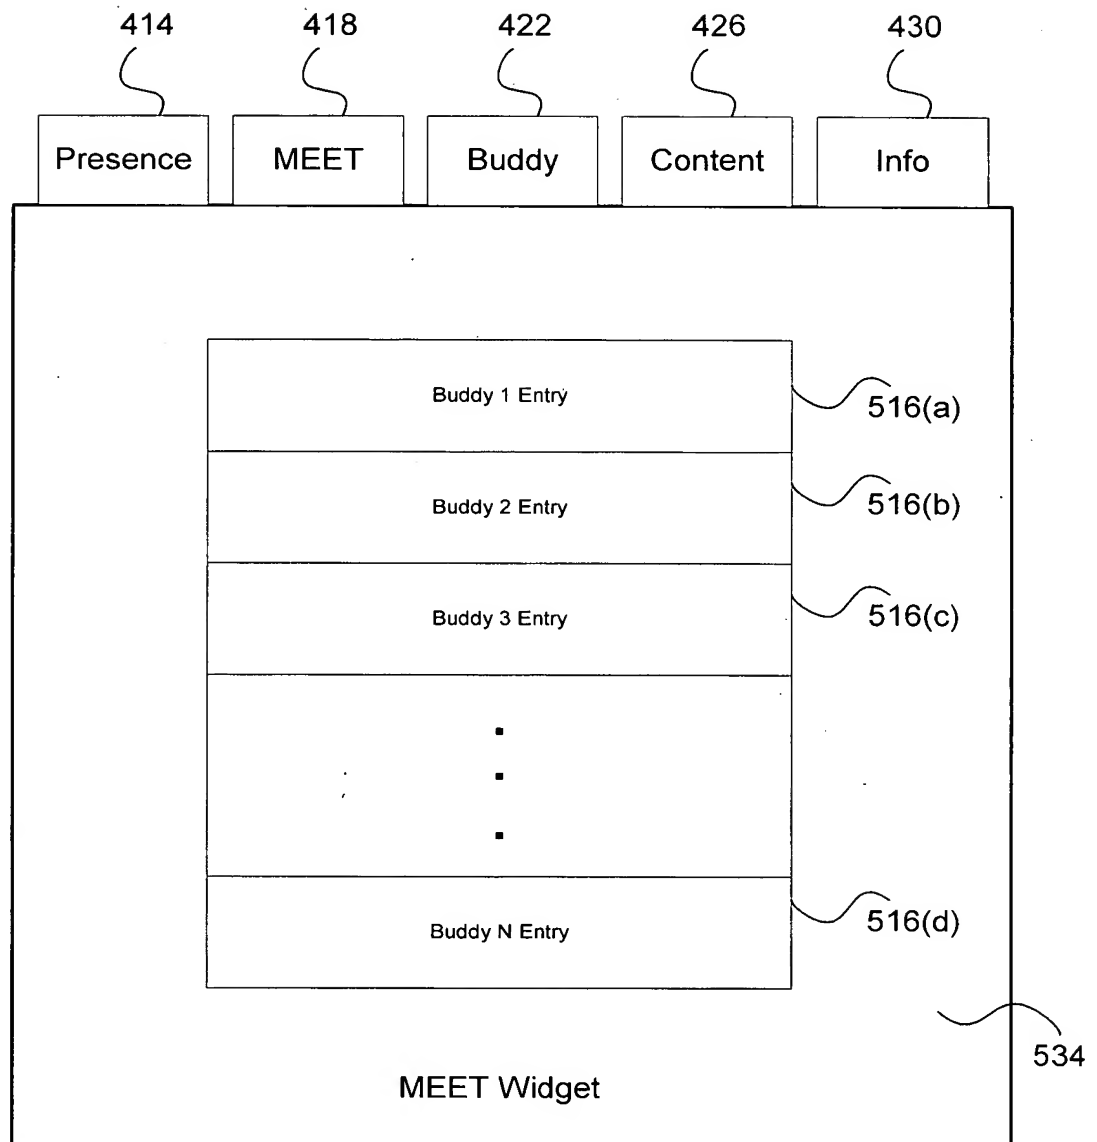 414 418 422 426 430
Presence MEET Buddy Content Info
Buddy 1 Entry
516(a)
Buddy 2 Entry
516(b)
Buddy 3 Entry
516(c)
Buddy N Entry
516(d)
534
MEET Widget